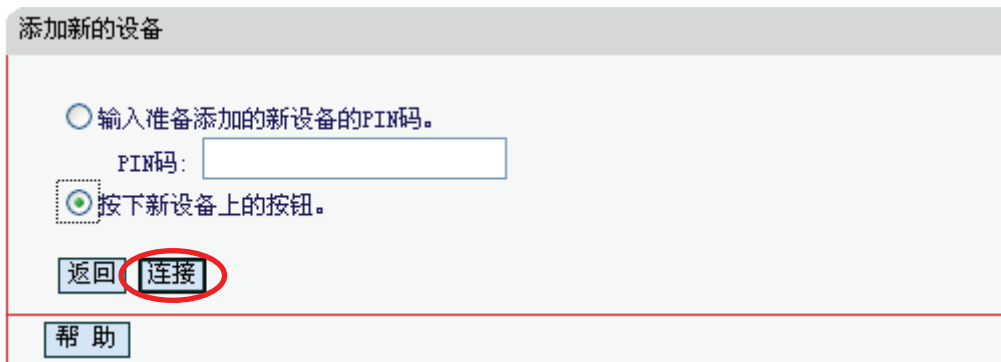 添加新的设备
输入准备添加的新设备的PIN码。
PIN码:
按下新设备上的按钮。
返回 连接
帮 助